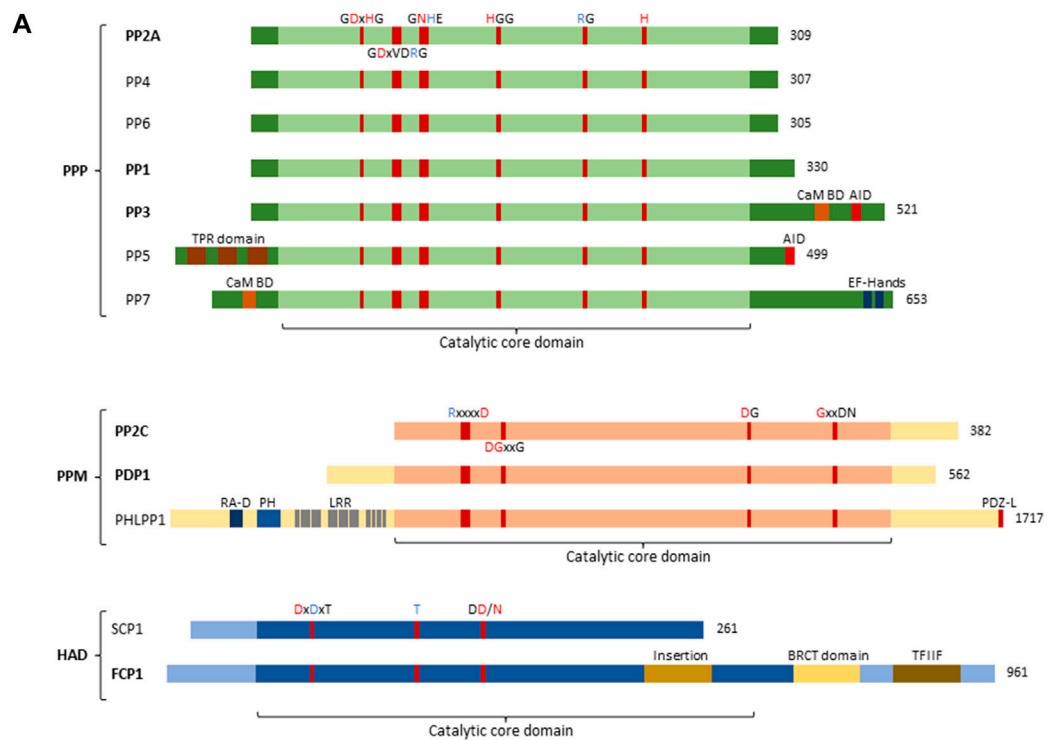 A
GDxHG GNHE HGG RG H
PP2A 309
GDxVDRG
PP4 307
PP6 305
PPP
PP1 330
CaM BD AID
PP3 521
TPR domain AID
PP5 499
CaM BD EF-Hands
PP7 653
Catalytic core domain
RxxxxD DG GxxDN
PP2C 382
DGxxG
PPM PDP1 562
RA-D PH LRR PDZ-L
PHLPP1 1717
Catalytic core domain
DxDxT T DD/N
SCP1 261
HAD
Insertion BRCT domain TFIIF
FCP1 961
Catalytic core domain